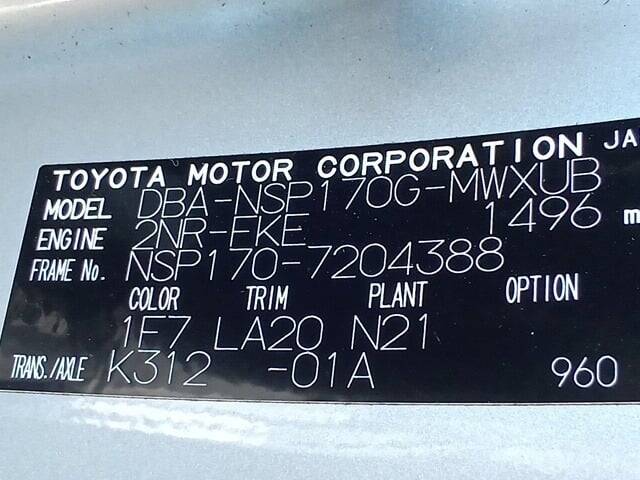 TOYOTA MOTOR CORPORATION JA
MODEL DBA-NSP170G-MWXUB
ENGINE 2NR-FKE 1496 m
FRAME No. NSP170-7204388
COLOR TRIM PLANT OPTION
1F7 LA20 N21
TRANS./AXLE K312 -01A 960